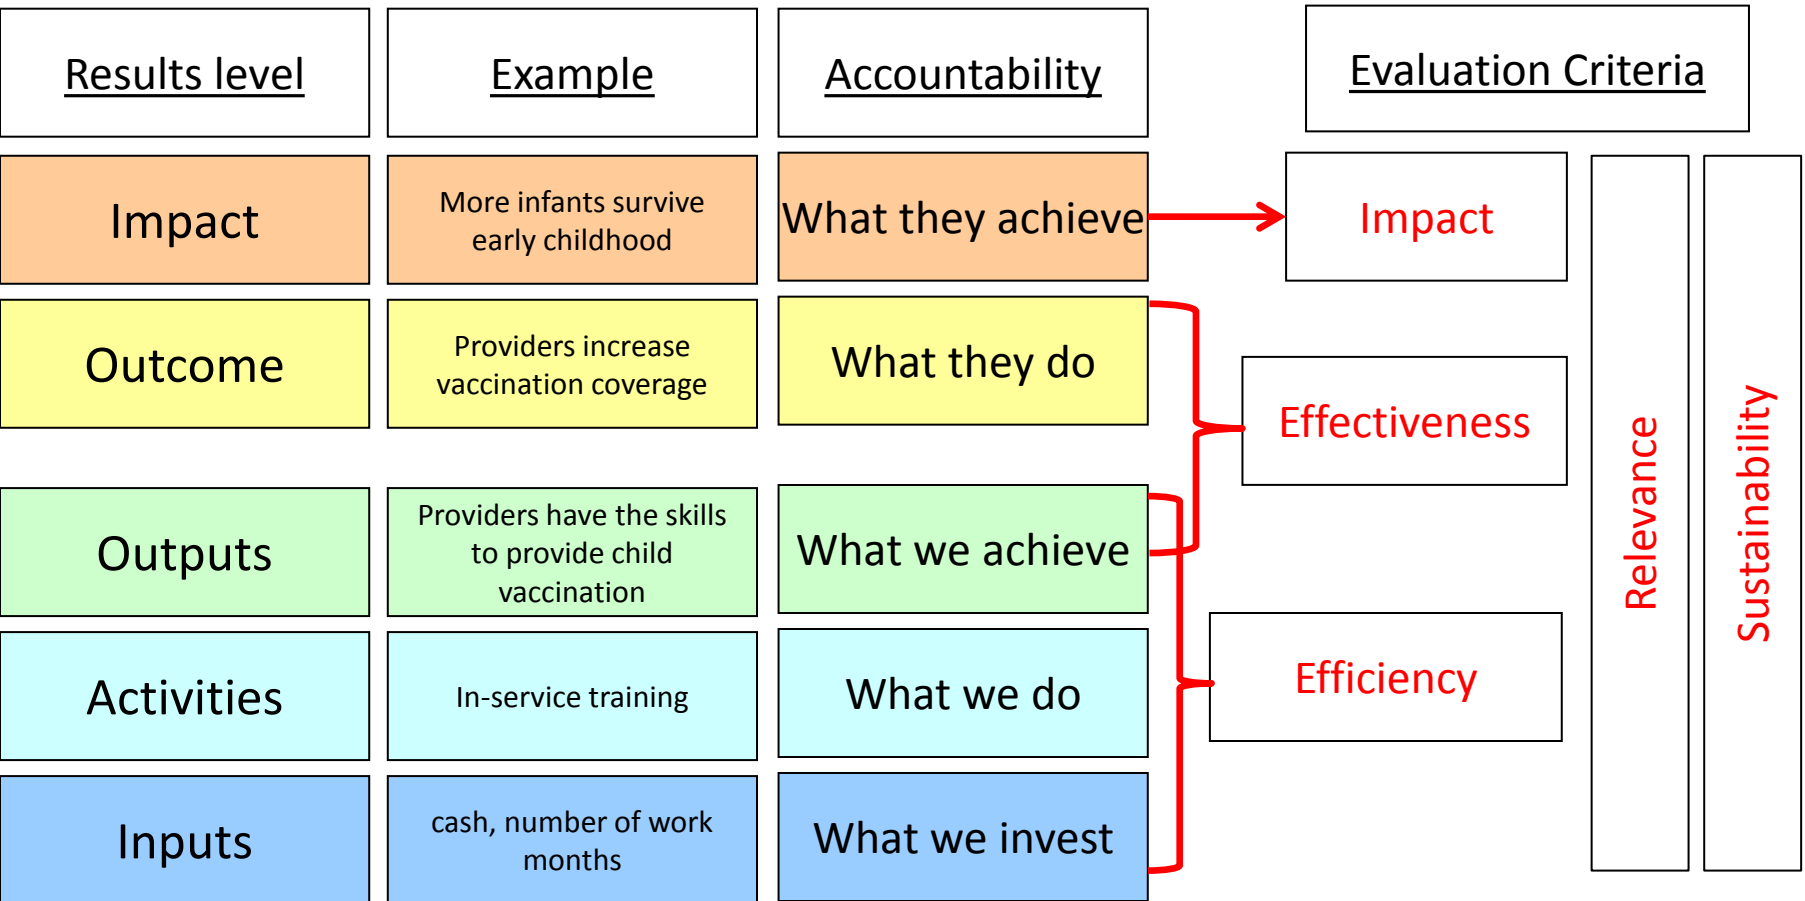 Results level
Example
Accountability
Evaluation Criteria
Impact
More infants survive
early childhood
What they achieve
Impact
Outcome
Providers increase
vaccination coverage
What they do
Effectiveness
Outputs
Providers have the skills
to provide child
vaccination
What we achieve
Activities
In-service training
What we do
Efficiency
Inputs
cash, number of work
months
What we invest
Relevance
Sustainability